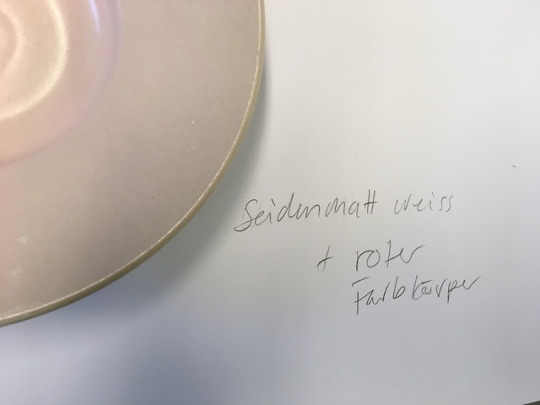 Seidenmatt weiss
+ roter
Farbkörper